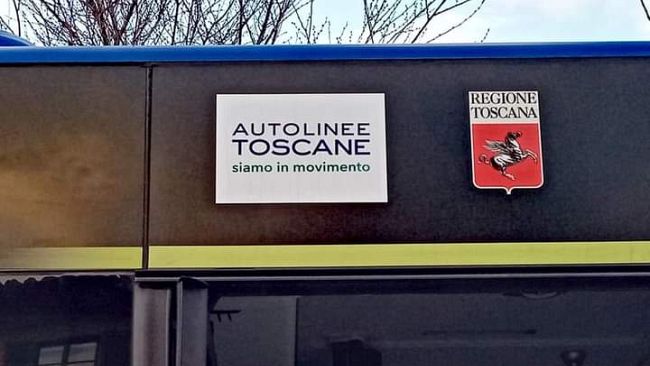 AUTOLINEE
TOSCANE
siamo in movimento
REGIONE
TOSCANA